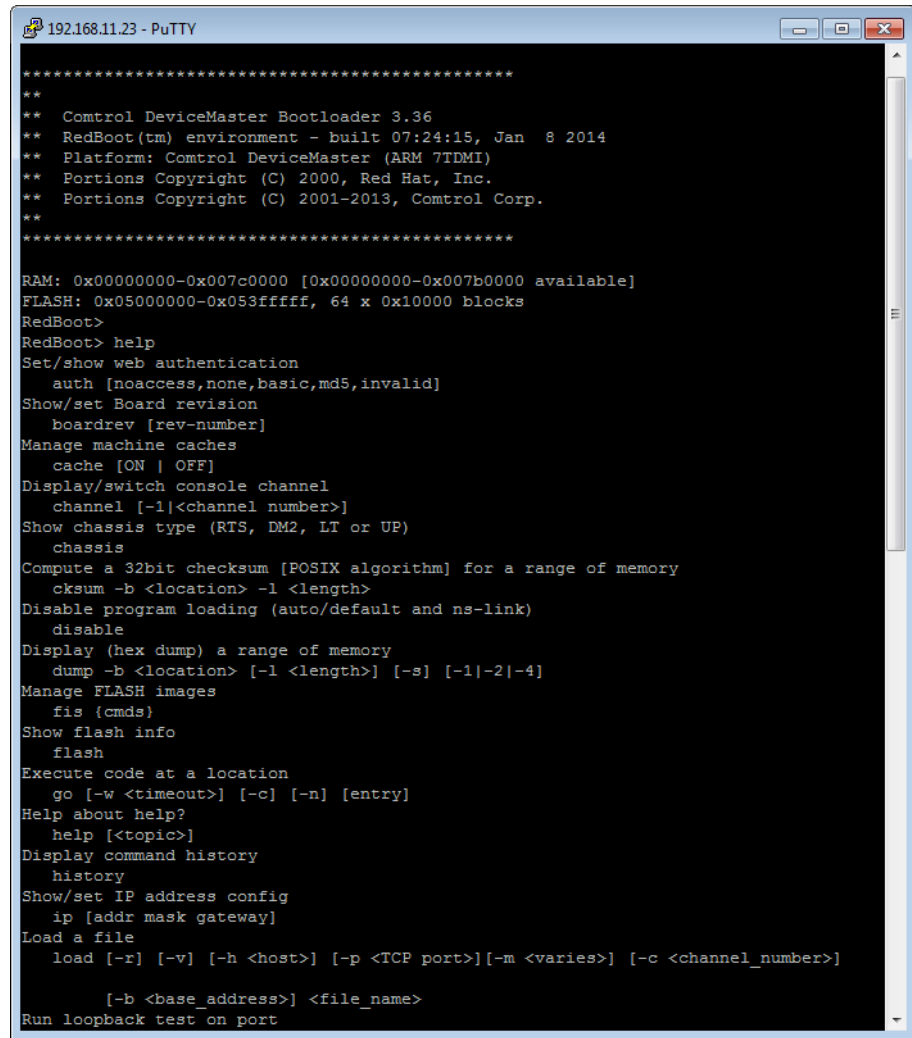 192.168.11.23 - PuTTY
************************************************
**
**  Comtrol DeviceMaster Bootloader 3.36
**  RedBoot(tm) environment - built 07:24:15, Jan  8 2014
**  Platform: Comtrol DeviceMaster (ARM 7TDMI)
**  Portions Copyright (C) 2000, Red Hat, Inc.
**  Portions Copyright (C) 2001-2013, Comtrol Corp.
**
************************************************
RAM: 0x00000000-0x007c0000 [0x00000000-0x007b0000 available]
FLASH: 0x05000000-0x053fffff, 64 x 0x10000 blocks
RedBoot>
RedBoot> help
Set/show web authentication
   auth [noaccess,none,basic,md5,invalid]
Show/set Board revision
   boardrev [rev-number]
Manage machine caches
   cache [ON | OFF]
Display/switch console channel
   channel [-1|<channel number>]
Show chassis type (RTS, DM2, LT or UP)
   chassis
Compute a 32bit checksum [POSIX algorithm] for a range of memory
   cksum -b <location> -l <length>
Disable program loading (auto/default and ns-link)
   disable
Display (hex dump) a range of memory
   dump -b <location> [-l <length>] [-s] [-1|-2|-4]
Manage FLASH images
   fis {cmds}
Show flash info
   flash
Execute code at a location
   go [-w <timeout>] [-c] [-n] [entry]
Help about help?
   help [<topic>]
Display command history
   history
Show/set IP address config
   ip [addr mask gateway]
Load a file
   load [-r] [-v] [-h <host>] [-p <TCP port>][-m <varies>] [-c <channel_number>]
        [-b <base_address>] <file_name>
Run loopback test on port